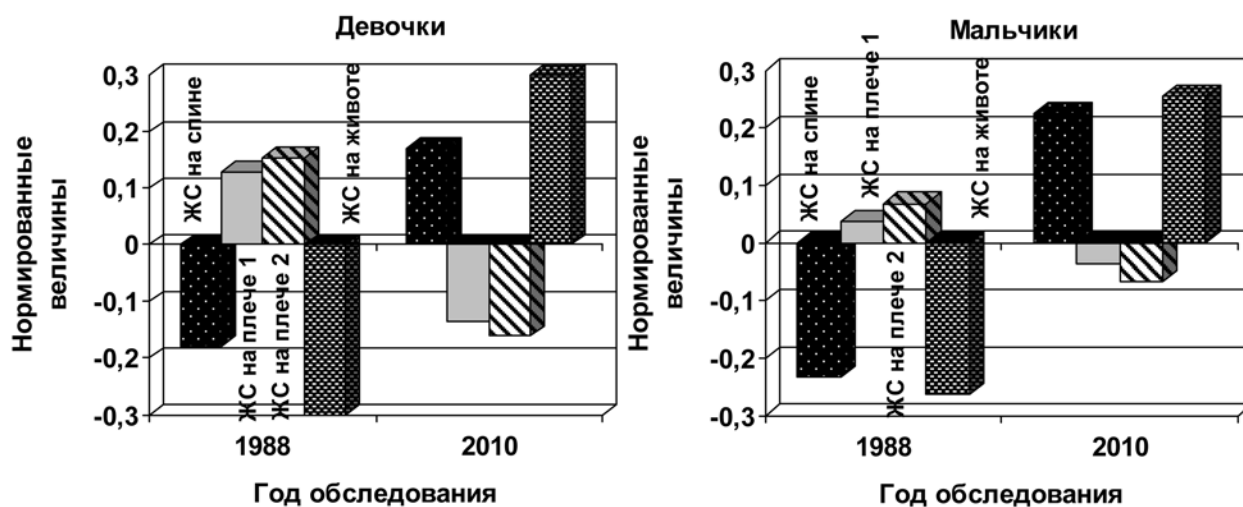 Девочки
Нормированные
величины
0,3
0,2
0,1
0
-0,1
-0,2
-0,3
ЖС на спине
ЖС на плече 1
ЖС на плече 2
ЖС на животе
1988
2010
Год обследования
Мальчики
Нормированные
величины
0,3
0,2
0,1
0
-0,1
-0,2
-0,3
ЖС на спине
ЖС на плече 1
ЖС на плече 2
ЖС на животе
1988
2010
Год обследования